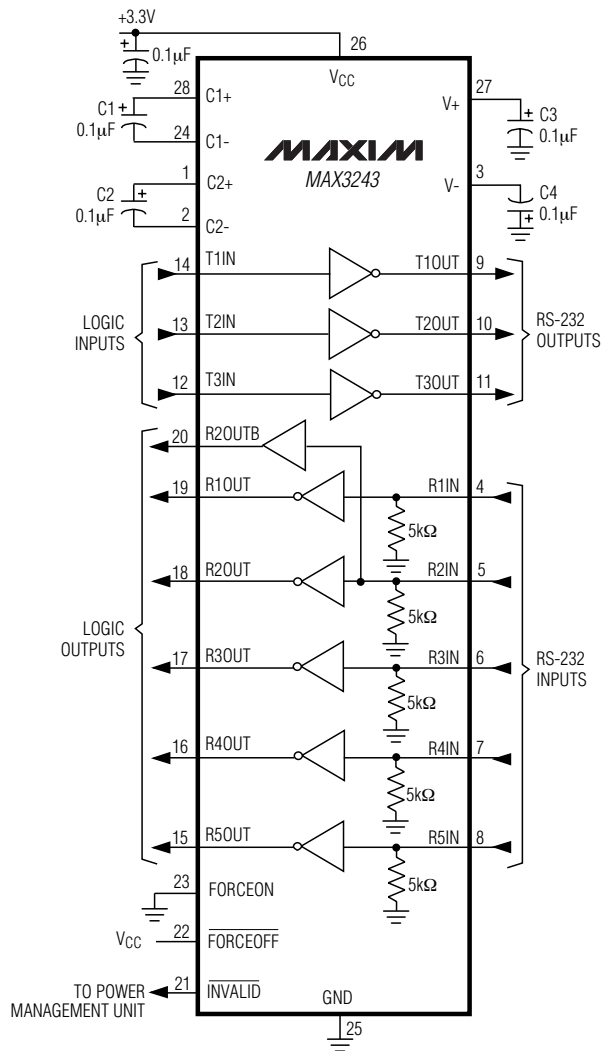 +3.3V
26
0.1µF
VCC
28
C1+
27
V+
C1
0.1µF
C3
0.1µF
24
C1-
MAXIM
MAX3243
1
C2+
3
V-
C2
0.1µF
C4
0.1µF
2
C2-
LOGIC
INPUTS
14
T1IN
T1OUT
9
13
T2IN
T2OUT
10
RS-232
OUTPUTS
12
T3IN
T3OUT
11
20
R2OUTB
19
R1OUT
R1IN
4
5kΩ
18
R2OUT
R2IN
5
5kΩ
LOGIC
OUTPUTS
17
R3OUT
R3IN
6
RS-232
INPUTS
5kΩ
16
R4OUT
R4IN
7
5kΩ
15
R5OUT
R5IN
8
5kΩ
23
FORCEON
VCC
22
FORCEOFF
TO POWER
MANAGEMENT UNIT
21
INVALID
GND
25